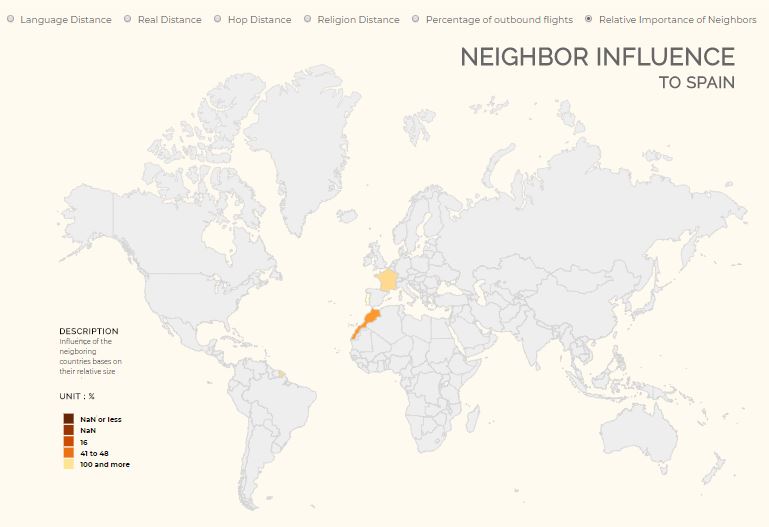 Language Distance Real Distance Hop Distance Religion Distance Percentage of outbound flights Relative Importance of Neighbors
NEIGHBOR INFLUENCE
TO SPAIN
DESCRIPTION
Influence of the
neigboring
countries based on
their relative size
UNIT : %
NaN or less
NaN
16
41 to 48
100 and more